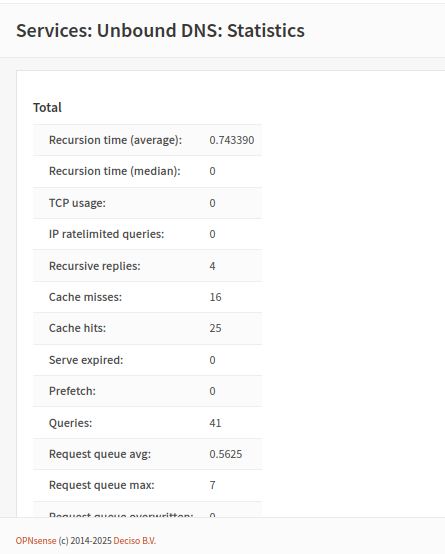 Services: Unbound DNS: Statistics
Total
Recursion time (average): 0.743390
Recursion time (median): 0
TCP usage: 0
IP ratelimited queries: 0
Recursive replies: 4
Cache misses: 16
Cache hits: 25
Serve expired: 0
Prefetch: 0
Queries: 41
Request queue avg: 0.5625
Request queue max: 7
Request queue overwritten: 0
OPNsense (c) 2014-2025 Deciso B.V.